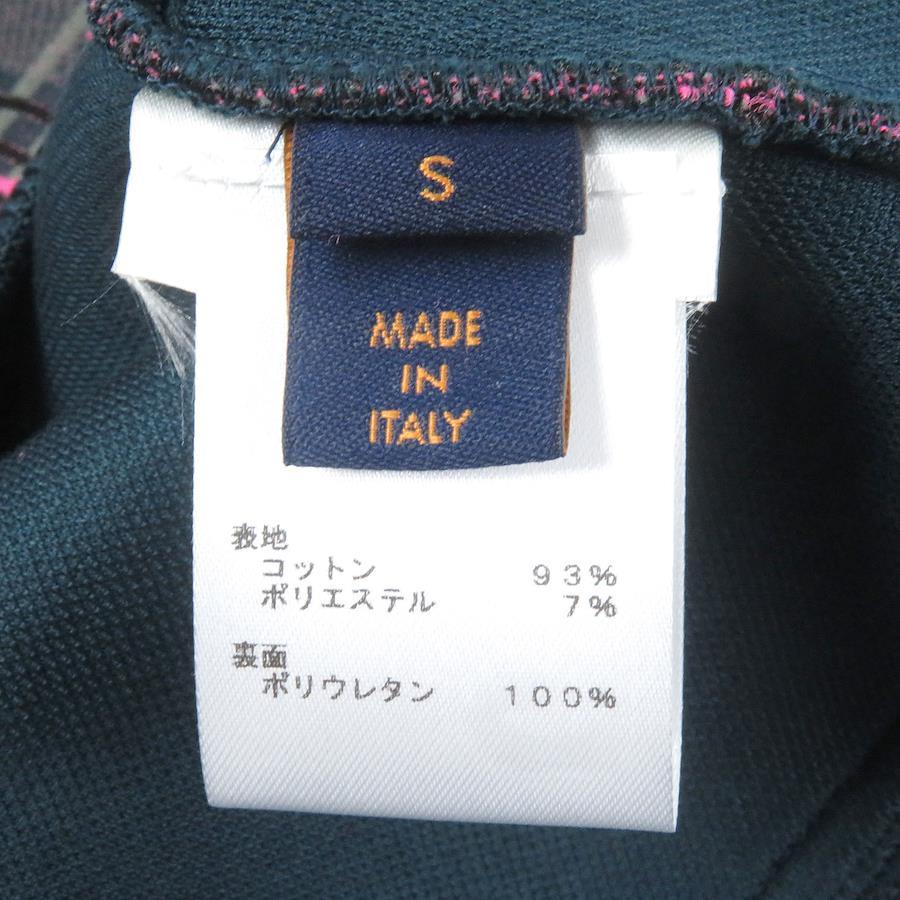 S
MADE
IN
ITALY
表地
コットン 93%
ポリエステル 7%
裏面
ポリウレタン 100%